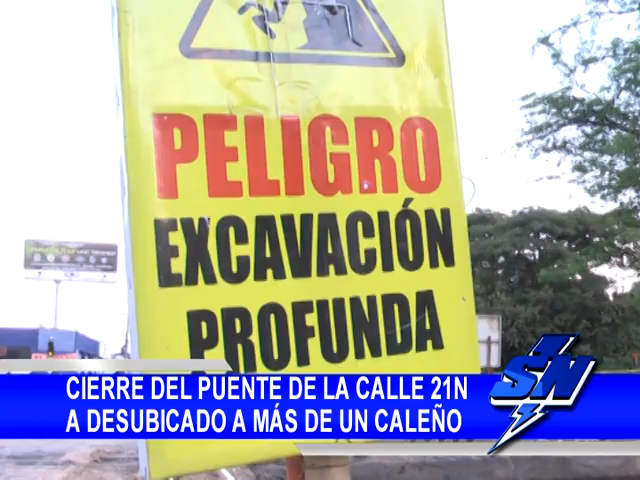 PELIGRO
EXCAVACIÓN
PROFUNDA
CIERRE DEL PUENTE DE LA CALLE 21N
A DESUBICADO A MÁS DE UN CALEÑO
SN